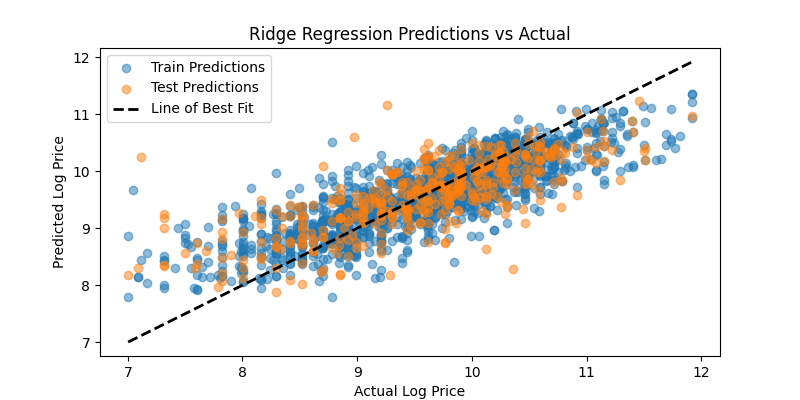 Ridge Regression Predictions vs Actual
Train Predictions
Test Predictions
Line of Best Fit
Predicted Log Price
12
11
10
9
8
7
7 8 9 10 11 12
Actual Log Price